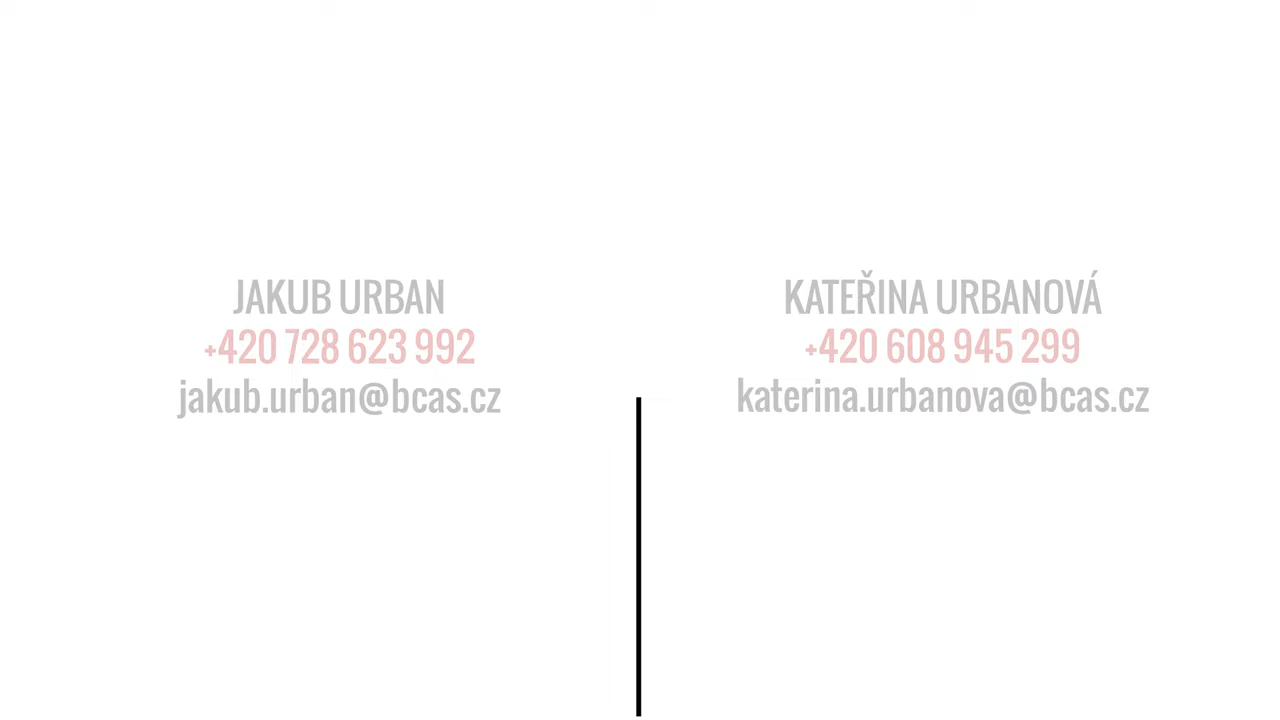 JAKUB URBAN
+420 728 623 992
jakub.urban@bcas.cz
KATEŘINA URBANOVÁ
+420 608 945 299
katerina.urbanova@bcas.cz